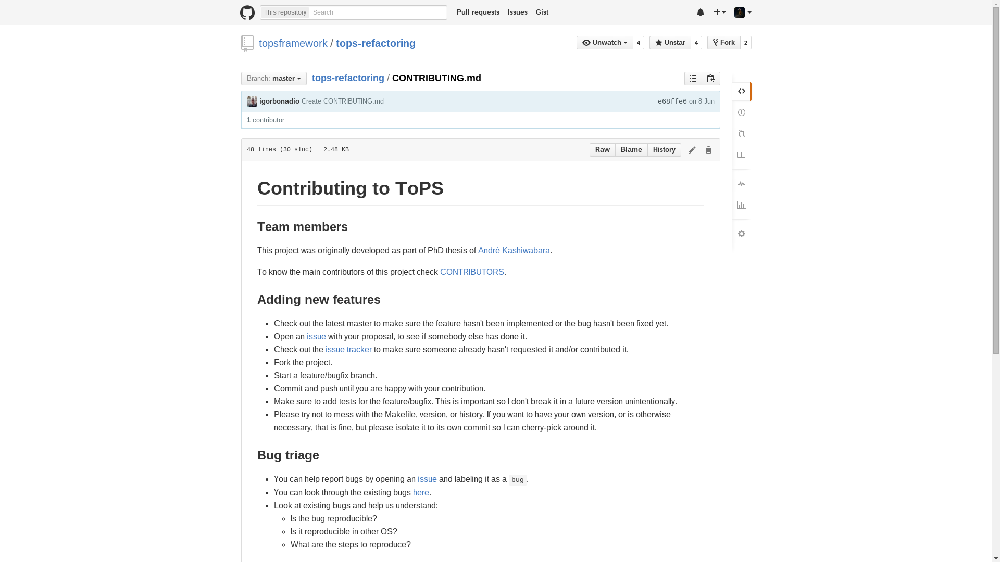 This repository Search Pull requests Issues Gist
topsframework / tops-refactoring Unwatch 4 Unstar 4 Fork 2
Branch: master tops-refactoring / CONTRIBUTING.md
igorbonadio Create CONTRIBUTING.md e68ffe6 on 8 Jun
1 contributor
48 lines (30 sloc) 2.48 KB Raw Blame History
Contributing to ToPS
Team members
This project was originally developed as part of PhD thesis of André Kashiwabara.
To know the main contributors of this project check CONTRIBUTORS.
Adding new features
• Check out the latest master to make sure the feature hasn't been implemented or the bug hasn't been fixed yet.
• Open an issue with your proposal, to see if somebody else has done it.
• Check out the issue tracker to make sure someone already hasn't requested it and/or contributed it.
• Fork the project.
• Start a feature/bugfix branch.
• Commit and push until you are happy with your contribution.
• Make sure to add tests for the feature/bugfix. This is important so I don't break it in a future version unintentionally.
• Please try not to mess with the Makefile, version, or history. If you want to have your own version, or is otherwise
necessary, that is fine, but please isolate it to its own commit so I can cherry-pick around it.
Bug triage
• You can help report bugs by opening an issue and labeling it as a bug.
• You can look through the existing bugs here.
• Look at existing bugs and help us understand:
◦ Is the bug reproducible?
◦ Is it reproducible in other OS?
◦ What are the steps to reproduce?